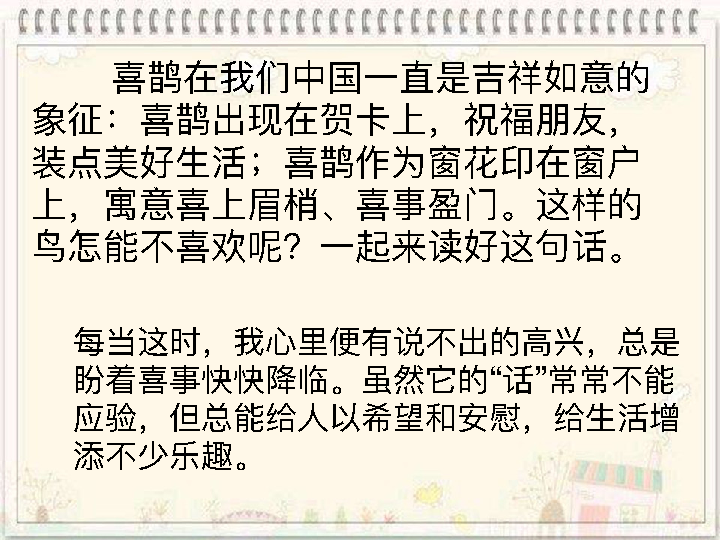 喜鹊在我们中国一直是吉祥如意的
象征：喜鹊出现在贺卡上，祝福朋友，
装点美好生活；喜鹊作为窗花印在窗户
上，寓意喜上眉梢、喜事盈门。这样的
鸟怎能不喜欢呢？一起来读好这句话。
每当这时，我心里便有说不出的高兴，总是
盼着喜事快快降临。虽然它的“话”常常不能
应验，但总能给人以希望和安慰，给生活增
添不少乐趣。